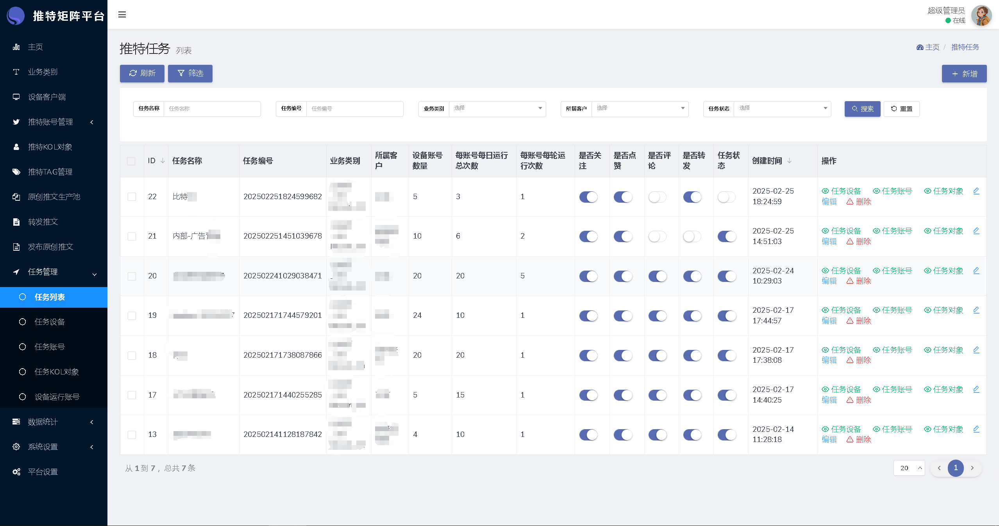 推特矩阵平台
超级管理员
在线
主页
业务类别
设备客户端
推特账号管理
推特KOL对象
推特TAG管理
原创推文生产池
转发推文
发布原创推文
任务管理
任务列表
任务设备
任务账号
任务KOL对象
设备运行账号
数据统计
系统设置
平台设置
推特任务 列表
主页 / 推特任务
刷新 筛选 新增
任务名称 任务名称 任务编号 任务编号 业务类别 选择 所属客户 选择 任务状态 选择 搜索 重置
ID 任务名称 任务编号 业务类别 所属客户 设备账号数量 每账号每日运行总次数 每账号每轮运行次数 是否关注 是否点赞 是否评论 是否转发 任务状态 创建时间 操作
22 比特 202502251824599682 5 3 1 2025-02-25 18:24:59 任务设备 任务账号 任务对象 编辑 删除
21 内部-广告 202502251451039678 10 6 2 2025-02-25 14:51:03 任务设备 任务账号 任务对象 编辑 删除
20 202502241029038471 20 20 5 2025-02-24 10:29:03 任务设备 任务账号 任务对象 编辑 删除
19 202502171744579201 24 10 1 2025-02-17 17:44:57 任务设备 任务账号 任务对象 编辑 删除
18 202502171738087866 20 20 1 2025-02-17 17:38:08 任务设备 任务账号 任务对象 编辑 删除
17 202502171440255285 5 15 1 2025-02-17 14:40:25 任务设备 任务账号 任务对象 编辑 删除
13 202502141128187842 4 10 1 2025-02-14 11:28:18 任务设备 任务账号 任务对象 编辑 删除
从 1 到 7 ，总共 7 条
20 1